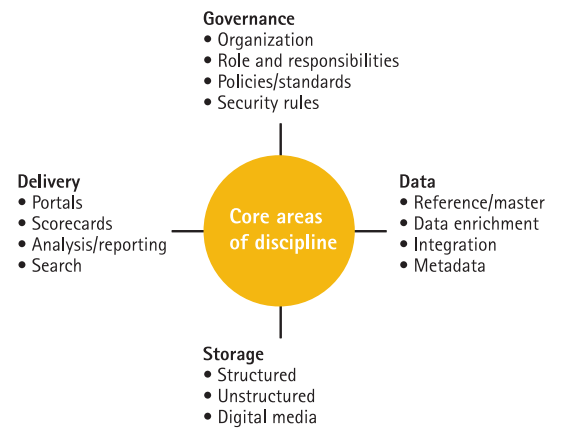 Governance
• Organization
• Role and responsibilities
• Policies/standards
• Security rules
Delivery
• Portals
• Scorecards
• Analysis/reporting
• Search
Core areas
of discipline
Data
• Reference/master
• Data enrichment
• Integration
• Metadata
Storage
• Structured
• Unstructured
• Digital media